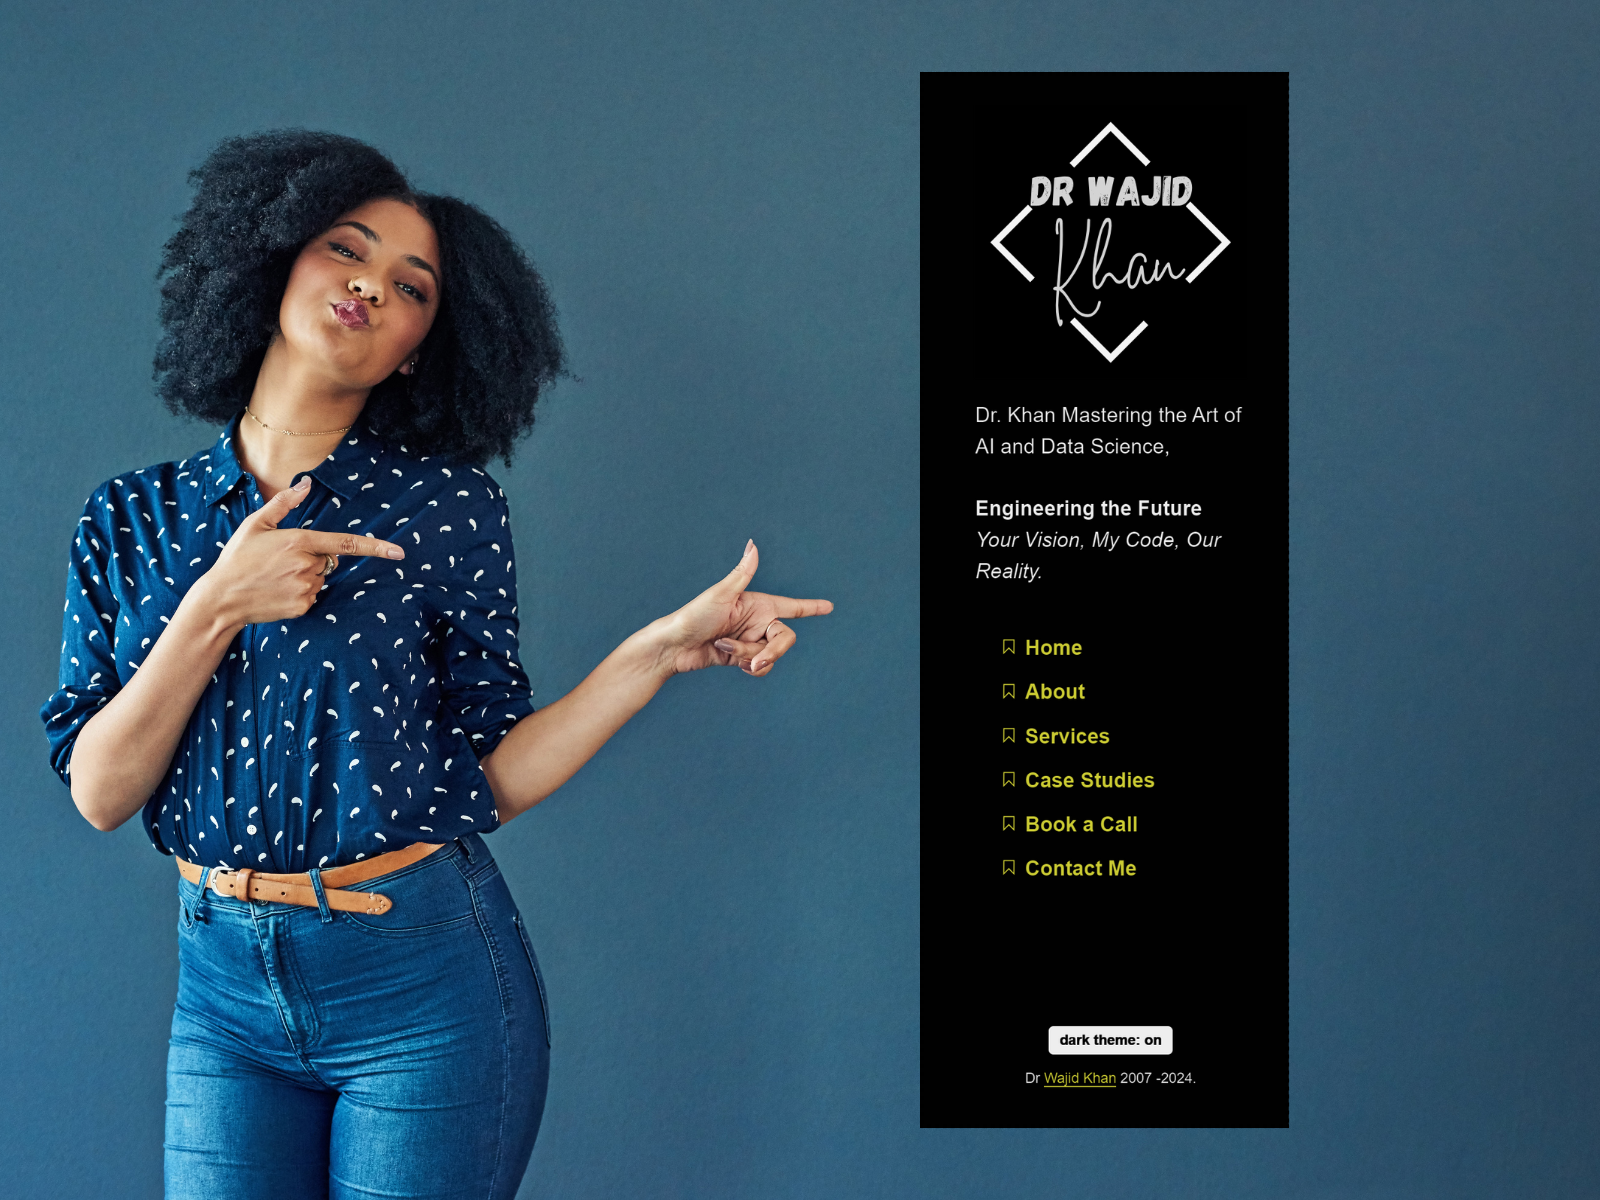 DR WAJID
Khan
Dr. Khan Mastering the Art of
AI and Data Science,
Engineering the Future
Your Vision, My Code, Our
Reality.
Home
About
Services
Case Studies
Book a Call
Contact Me
dark theme: on
Dr Wajid Khan 2007 -2024.